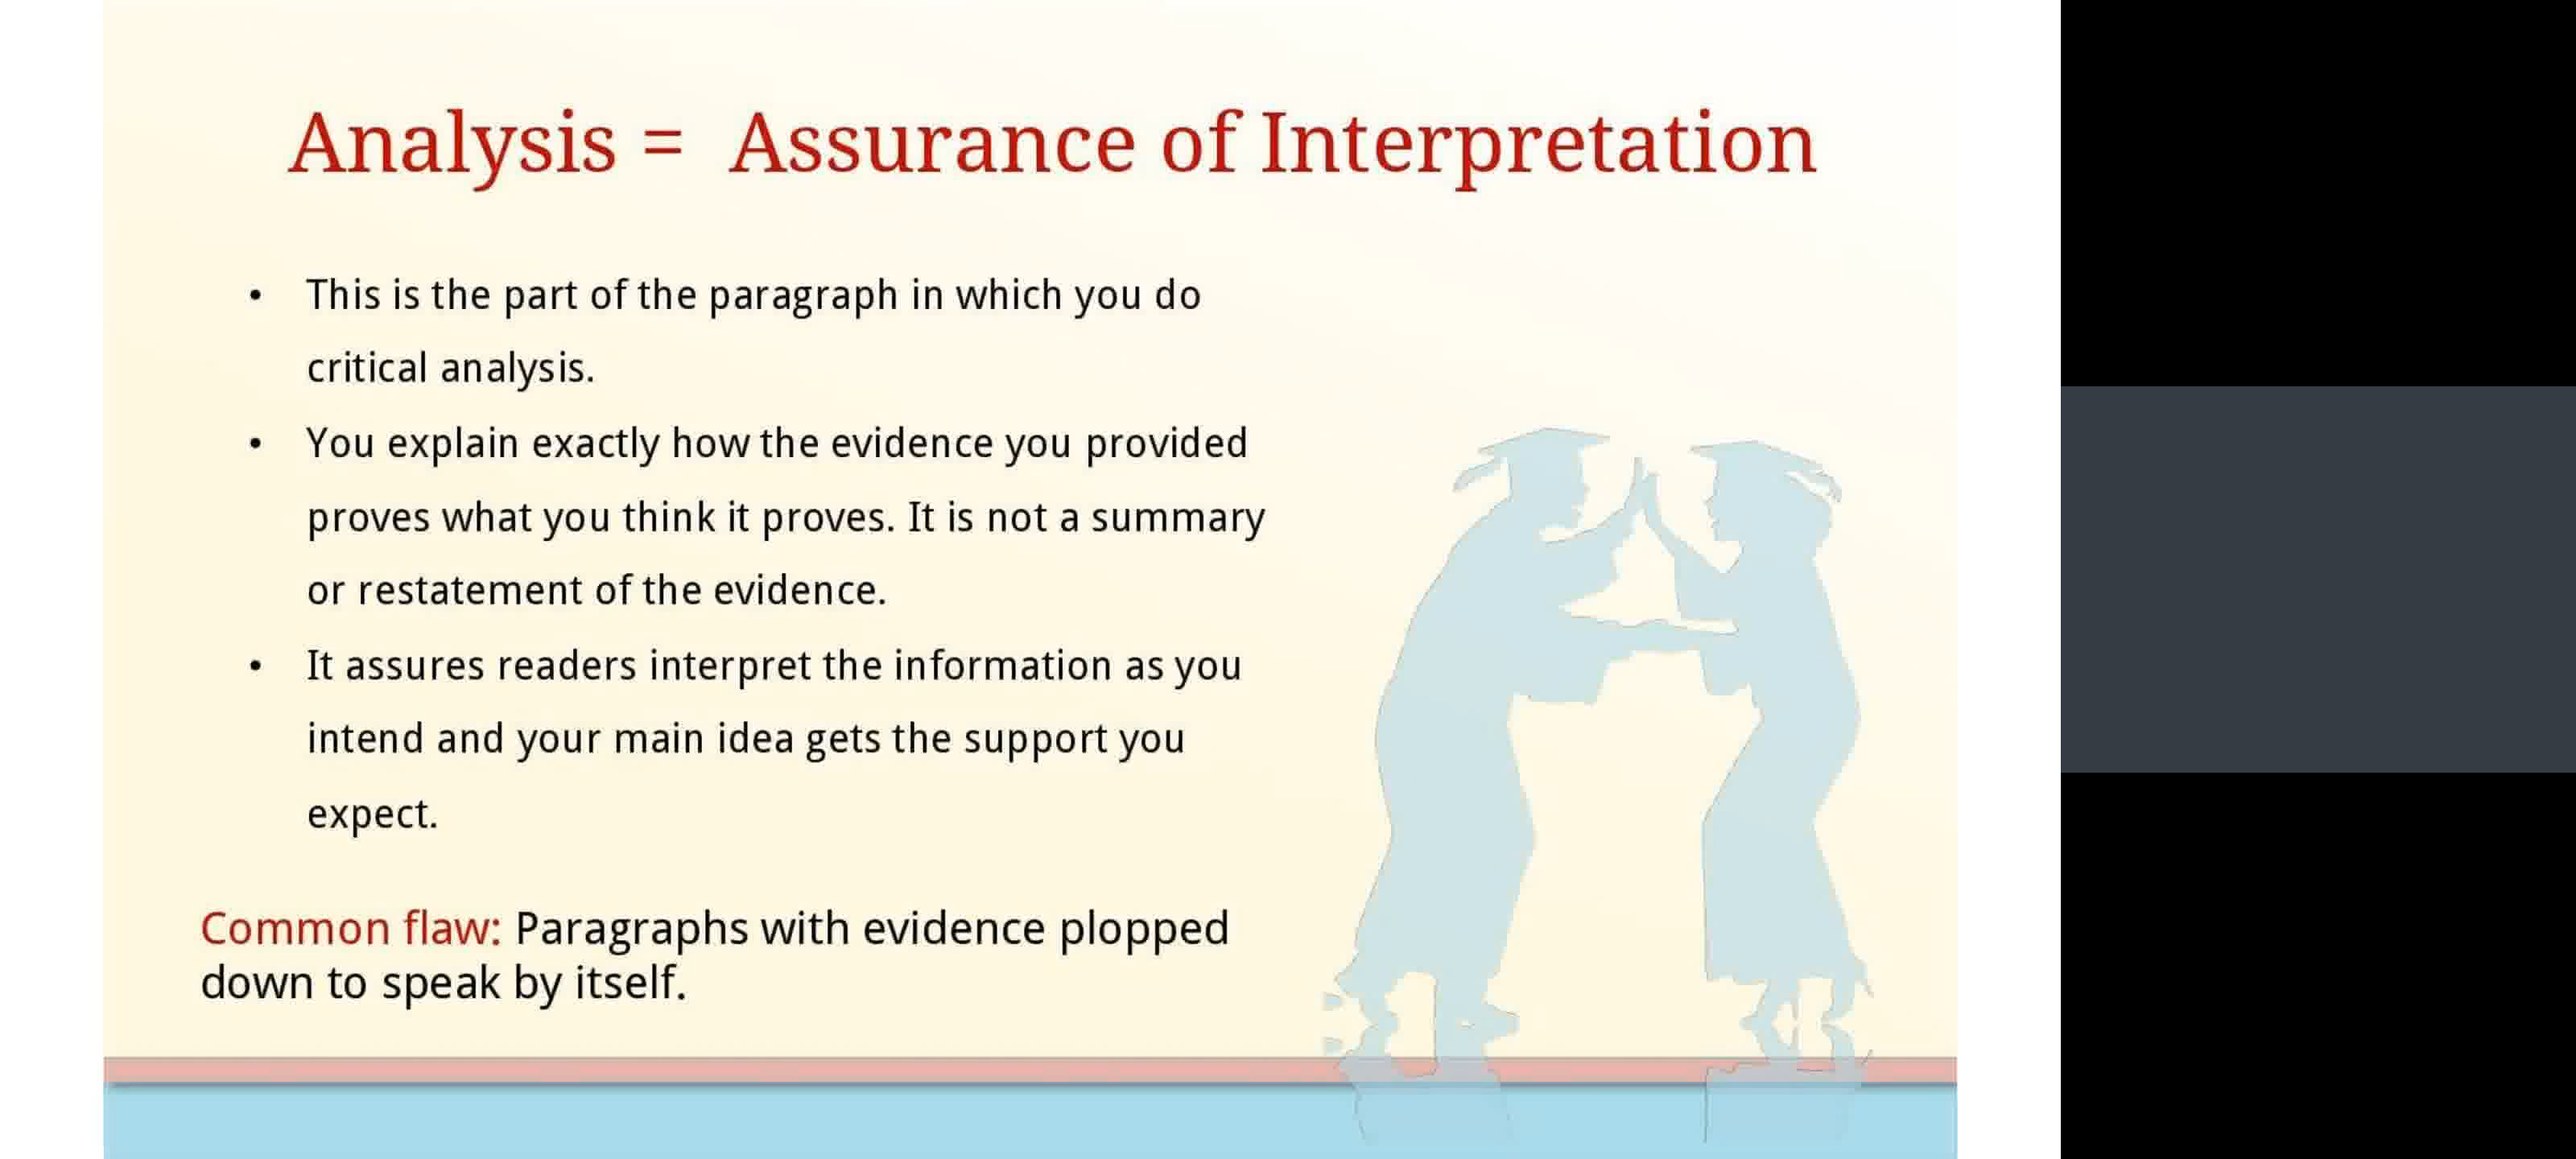 Analysis = Assurance of Interpretation
• This is the part of the paragraph in which you do
critical analysis.
• You explain exactly how the evidence you provided
proves what you think it proves. It is not a summary
or restatement of the evidence.
• It assures readers interpret the information as you
intend and your main idea gets the support you
expect.
Common flaw: Paragraphs with evidence plopped
down to speak by itself.